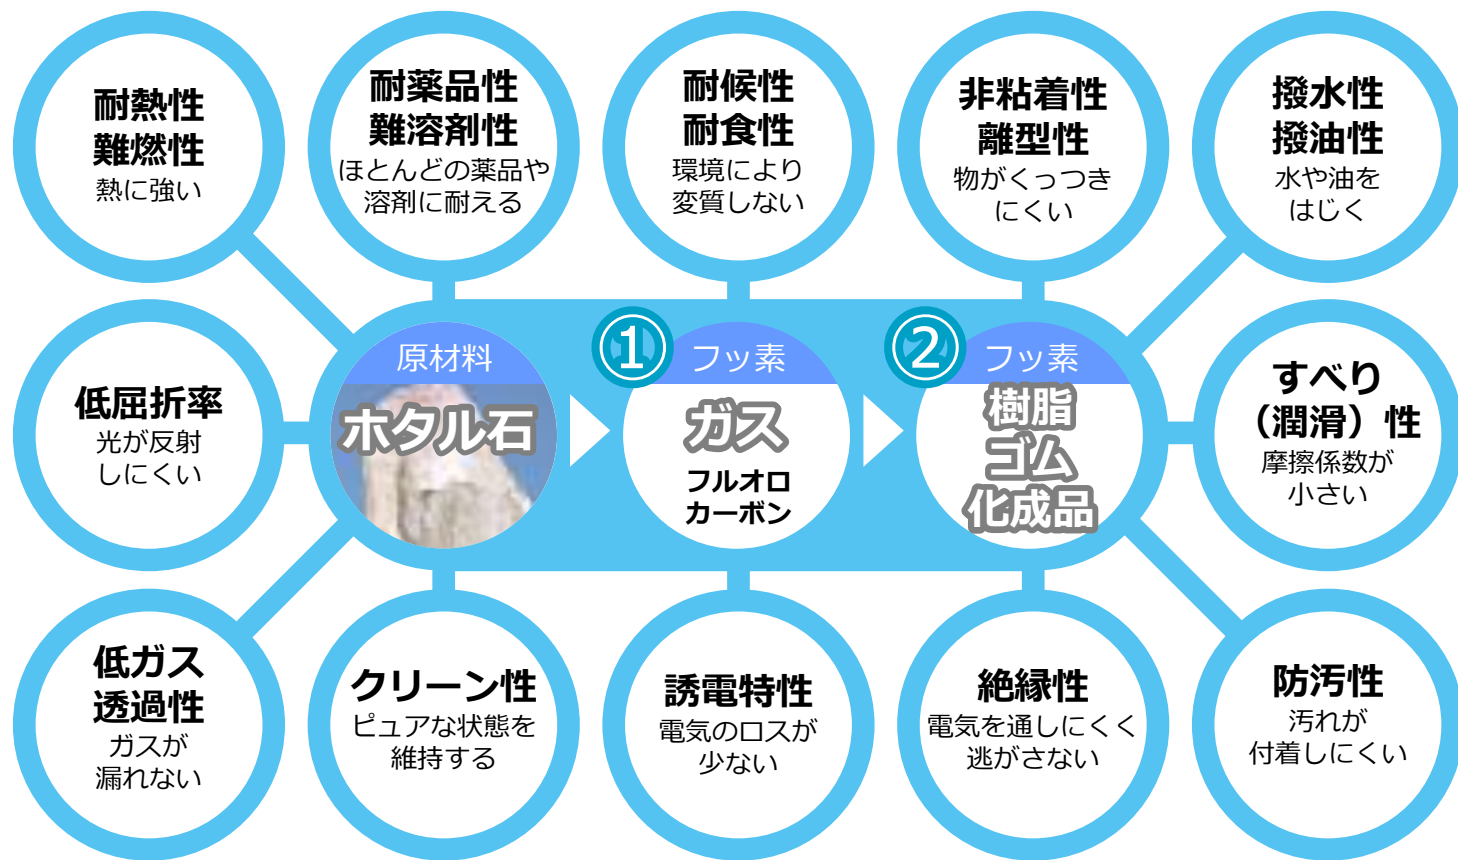 耐熱性
難燃性
熱に強い
耐薬品性
難溶剤性
ほとんどの薬品や
溶剤に耐える
耐候性
耐食性
環境により
変質しない
非粘着性
離型性
物がくっつき
にくい
撥水性
撥油性
水や油を
はじく
低屈折率
光が反射
しにくい
原材料
ホタル石
①
フッ素
ガス
フルオロ
カーボン
②
フッ素
樹脂
ゴム
化成品
すべり
（潤滑）性
摩擦係数が
小さい
低ガス
透過性
ガスが
漏れない
クリーン性
ピュアな状態を
維持する
誘電特性
電気のロスが
少ない
絶縁性
電気を通しにくく
逃がさない
防汚性
汚れが
付着しにくい